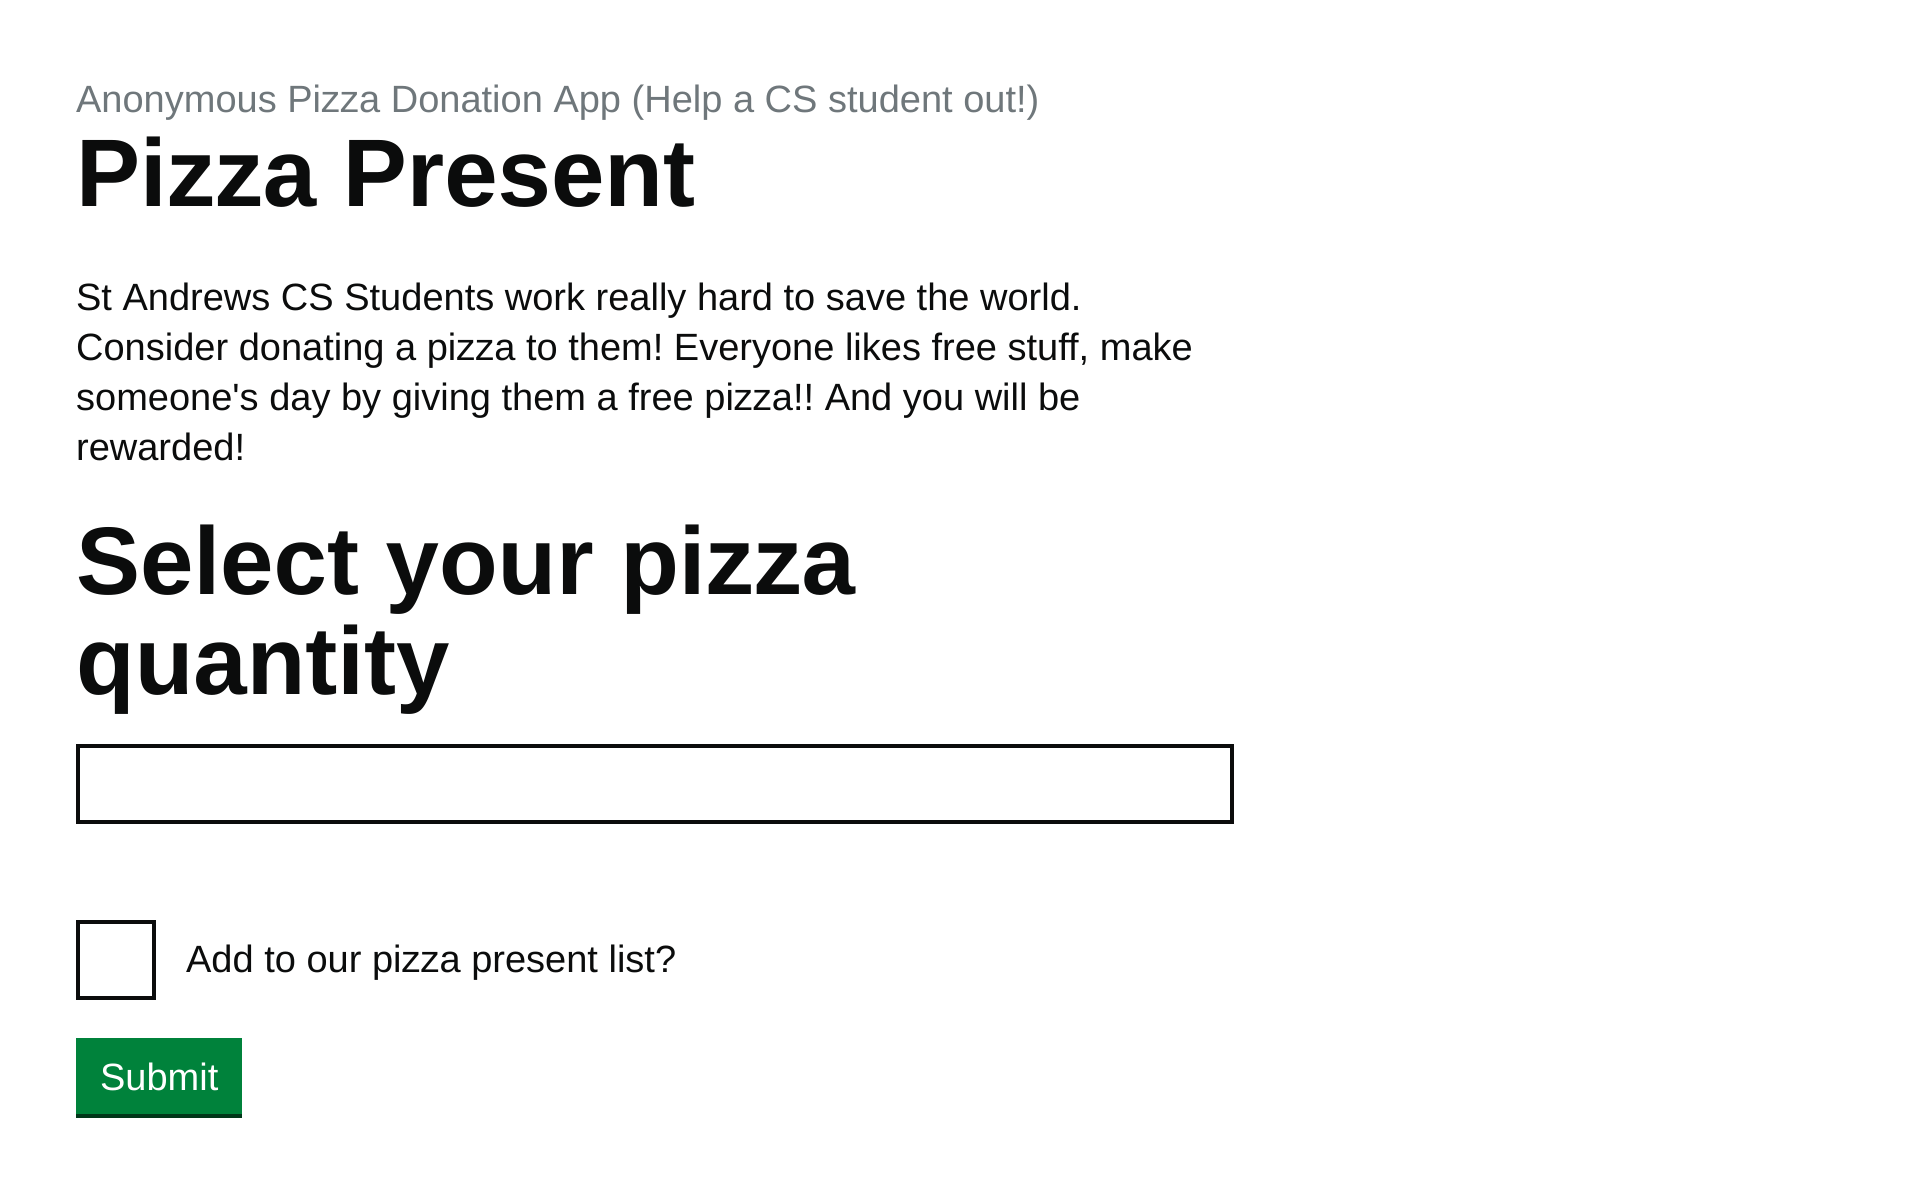 Anonymous Pizza Donation App (Help a CS student out!)
Pizza Present
St Andrews CS Students work really hard to save the world.
Consider donating a pizza to them! Everyone likes free stuff, make
someone's day by giving them a free pizza!! And you will be
rewarded!
Select your pizza
quantity
Add to our pizza present list?
Submit